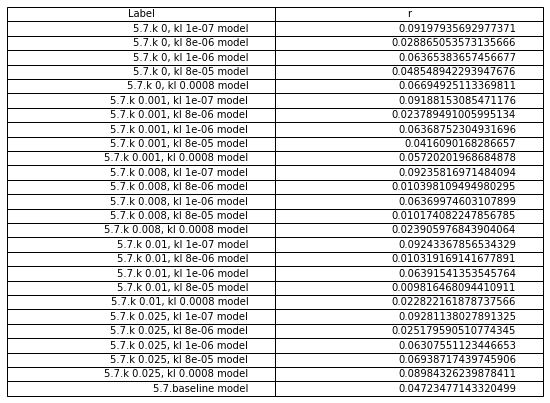 Label r
5.7.k 0, kl 1e-07 model 0.09197935692977371
5.7.k 0, kl 8e-06 model 0.028865053573135666
5.7.k 0, kl 1e-06 model 0.06365383657456677
5.7.k 0, kl 8e-05 model 0.048548942293947676
5.7.k 0, kl 0.0008 model 0.06694925113369811
5.7.k 0.001, kl 1e-07 model 0.09188153085471176
5.7.k 0.001, kl 8e-06 model 0.023789491005995134
5.7.k 0.001, kl 1e-06 model 0.06368752304931696
5.7.k 0.001, kl 8e-05 model 0.0416090168286657
5.7.k 0.001, kl 0.0008 model 0.05720201968684878
5.7.k 0.008, kl 1e-07 model 0.09235816971484094
5.7.k 0.008, kl 8e-06 model 0.010398109494980295
5.7.k 0.008, kl 1e-06 model 0.06369974603107899
5.7.k 0.008, kl 8e-05 model 0.010174082247856785
5.7.k 0.008, kl 0.0008 model 0.023905976843904064
5.7.k 0.01, kl 1e-07 model 0.09243367856534329
5.7.k 0.01, kl 8e-06 model 0.010319169141677891
5.7.k 0.01, kl 1e-06 model 0.06391541353545764
5.7.k 0.01, kl 8e-05 model 0.009816468094410911
5.7.k 0.01, kl 0.0008 model 0.022822161878737566
5.7.k 0.025, kl 1e-07 model 0.09281138027891325
5.7.k 0.025, kl 8e-06 model 0.025179590510774345
5.7.k 0.025, kl 1e-06 model 0.06307551123446653
5.7.k 0.025, kl 8e-05 model 0.06938717439745906
5.7.k 0.025, kl 0.0008 model 0.08984326239878411
5.7.baseline model 0.04723477143320499